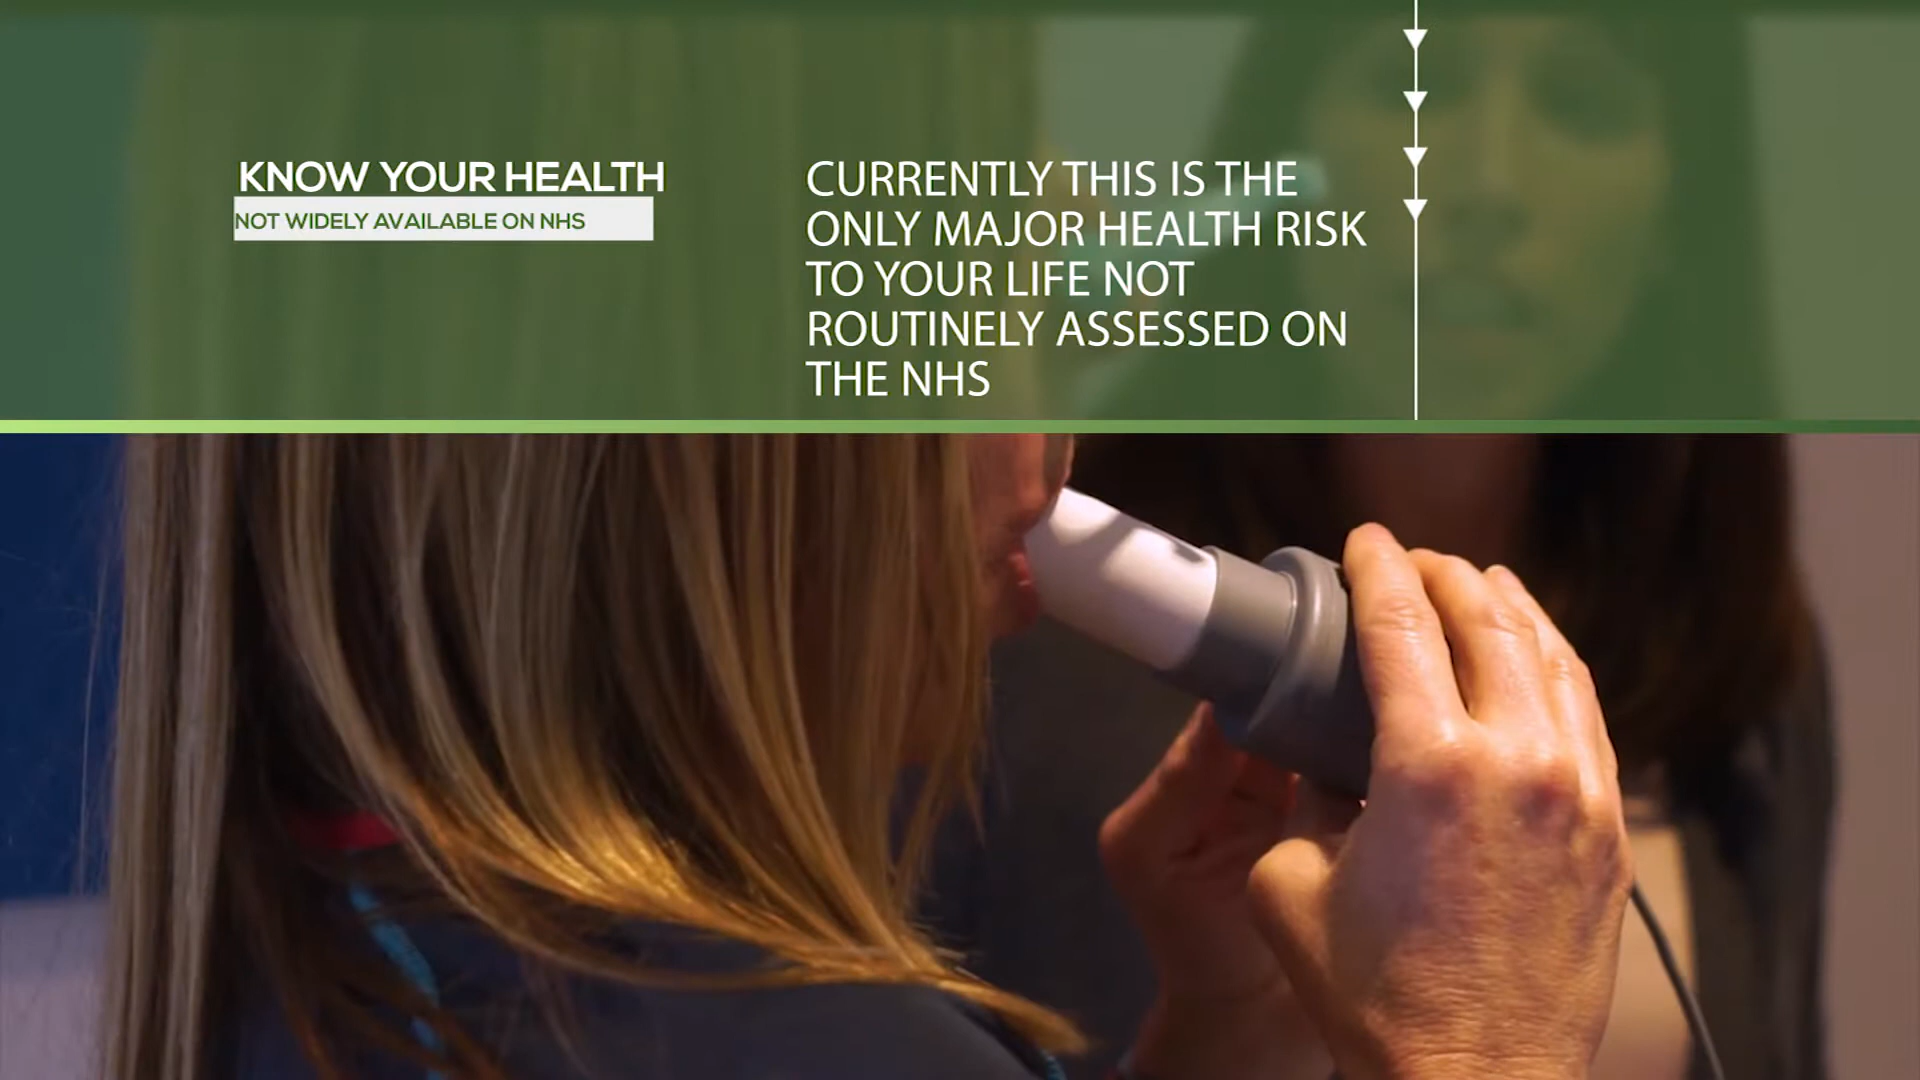 KNOW YOUR HEALTH
NOT WIDELY AVAILABLE ON NHS
CURRENTLY THIS IS THE
ONLY MAJOR HEALTH RISK
TO YOUR LIFE NOT
ROUTINELY ASSESSED ON
THE NHS